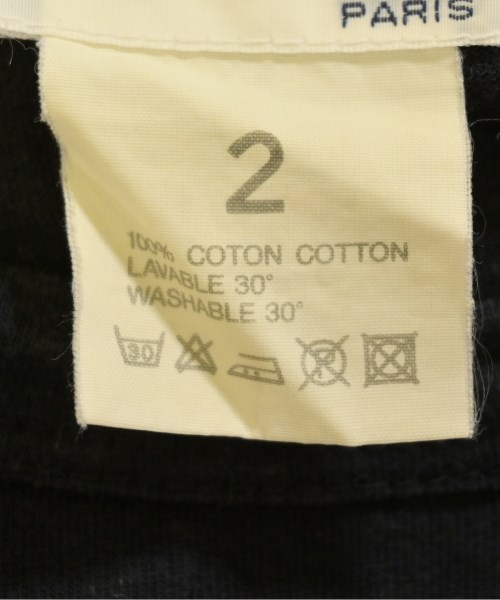 PARIS
2
100% COTON COTTON
LAVABLE 30°
WASHABLE 30°
30 P